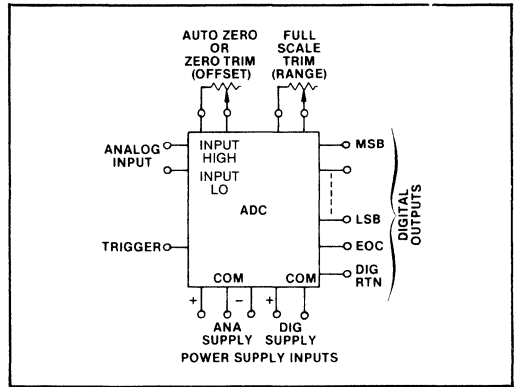 AUTO ZERO
OR
ZERO TRIM
(OFFSET)
FULL
SCALE
TRIM
(RANGE)
ANALOG
INPUT
INPUT
HIGH
INPUT
LO
ADC
TRIGGER
COM
COM
MSB
LSB
EOC
DIG
RTN
DIGITAL
OUTPUTS
+
−
+
ANA
SUPPLY
DIG
SUPPLY
POWER SUPPLY INPUTS